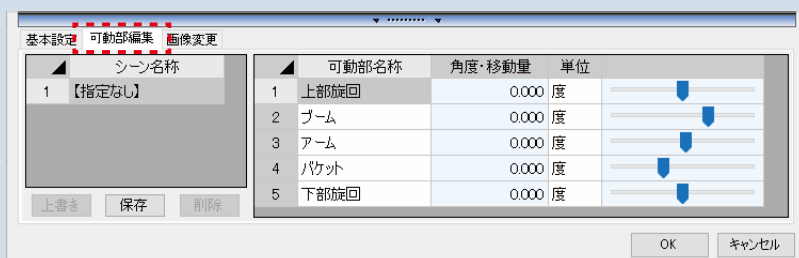 基本設定 可動部編集 画像変更
シーン名称
1 【指定なし】
上書き 保存 削除
可動部名称 角度・移動量 単位
1 上部旋回 0.000 度
2 ブーム 0.000 度
3 アーム 0.000 度
4 バケット 0.000 度
5 下部旋回 0.000 度
OK キャンセル